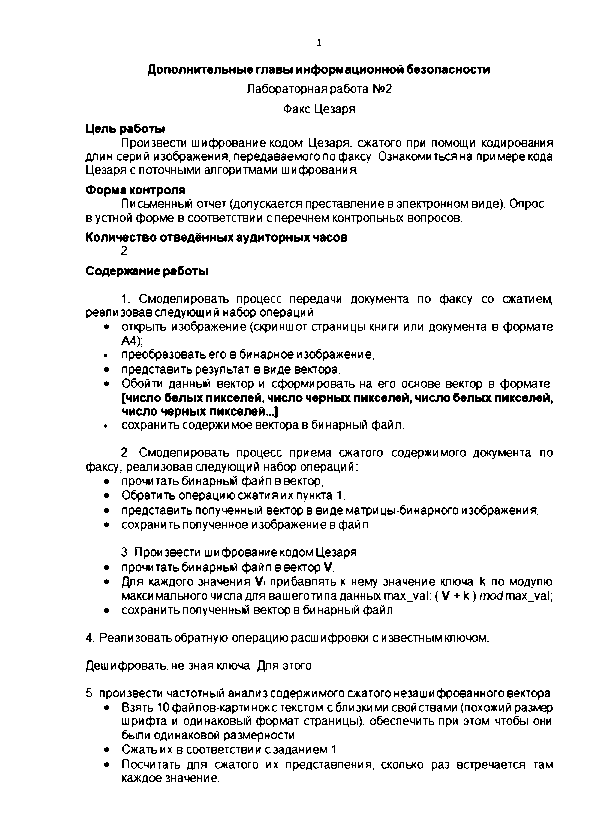 1
Дополнительные главы информационной безопасности
Лабораторная работа №2
Факс Цезаря
Цель работы
Произвести шифрование кодом Цезаря, сжатого при помощи кодирования
длин серий изображения, передаваемого по факсу. Ознакомиться на примере кода
Цезаря с поточными алгоритмами шифрования
Форма контроля
Письменный отчет (допускается преставление в электронном виде). Опрос
в устной форме в соответствии с перечнем контрольных вопросов.
Количество отведённых аудиторных часов
2
Содержание работы
1. Смоделировать процесс передачи документа по факсу со сжатием,
реализовав следующий набор операций
• открыть изображение (скриншот страницы книги или документа в формате
А4);
• преобразовать его в бинарное изображение;
• представить результат в виде вектора.
• Обойти данный вектор и сформировать на его основе вектор в формате
[число белых пикселей, число черных пикселей, число белых пикселей,
число черных пикселей...]
• сохранить содержимое вектора в бинарный файл.
2. Смоделировать процесс приема сжатого содержимого документа по
факсу, реализовав следующий набор операций:
• прочитать бинарный файл в вектор;
• Обратить операцию сжатия их пункта 1.
• представить полученный вектор в виде матрицы-бинарного изображения;
• сохранить полученное изображение в файл
3. Произвести шифрование кодом Цезаря
• прочитать бинарный файл в вектор V.
• Для каждого значения Vi прибавлять к нему значение ключа k по модулю
максимального числа для вашего типа данных max_val: ( V + k ) mod max_val;
• сохранить полученный вектор в бинарный файл
4. Реализовать обратную операцию расшифровки с известным ключом.
Дешифровать, не зная ключа. Для этого
5. произвести частотный анализ содержимого сжатого незашифрованного вектора
• Взять 10 файлов-картинок с текстом с близкими свойствами (похожий размер
шрифта и одинаковый формат страницы), обеспечить при этом чтобы они
были одинаковой размерности
• Сжать их в соответствии с заданием 1
• Посчитать для сжатого их представления, сколько раз встречается там
каждое значение.